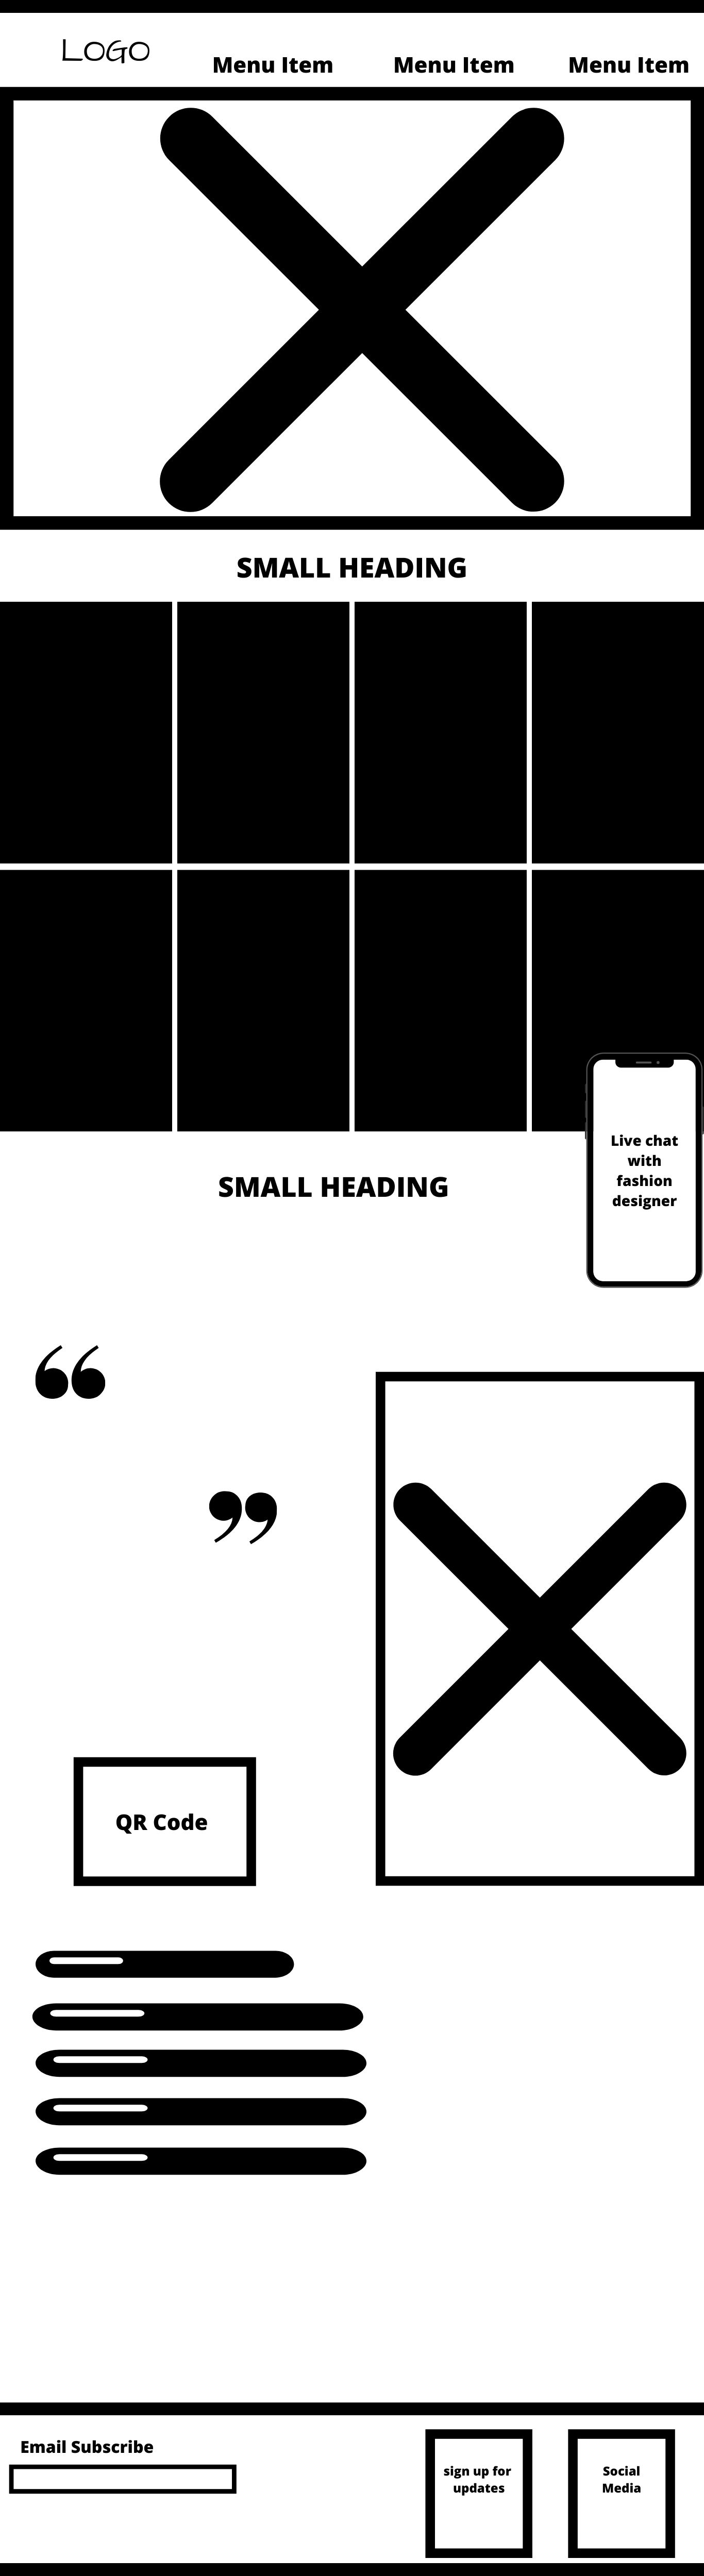 LOGO
Menu Item Menu Item Menu Item
SMALL HEADING
Live chat
with
fashion
designer
SMALL HEADING
“
”
QR Code
Email Subscribe
sign up for
updates
Social
Media